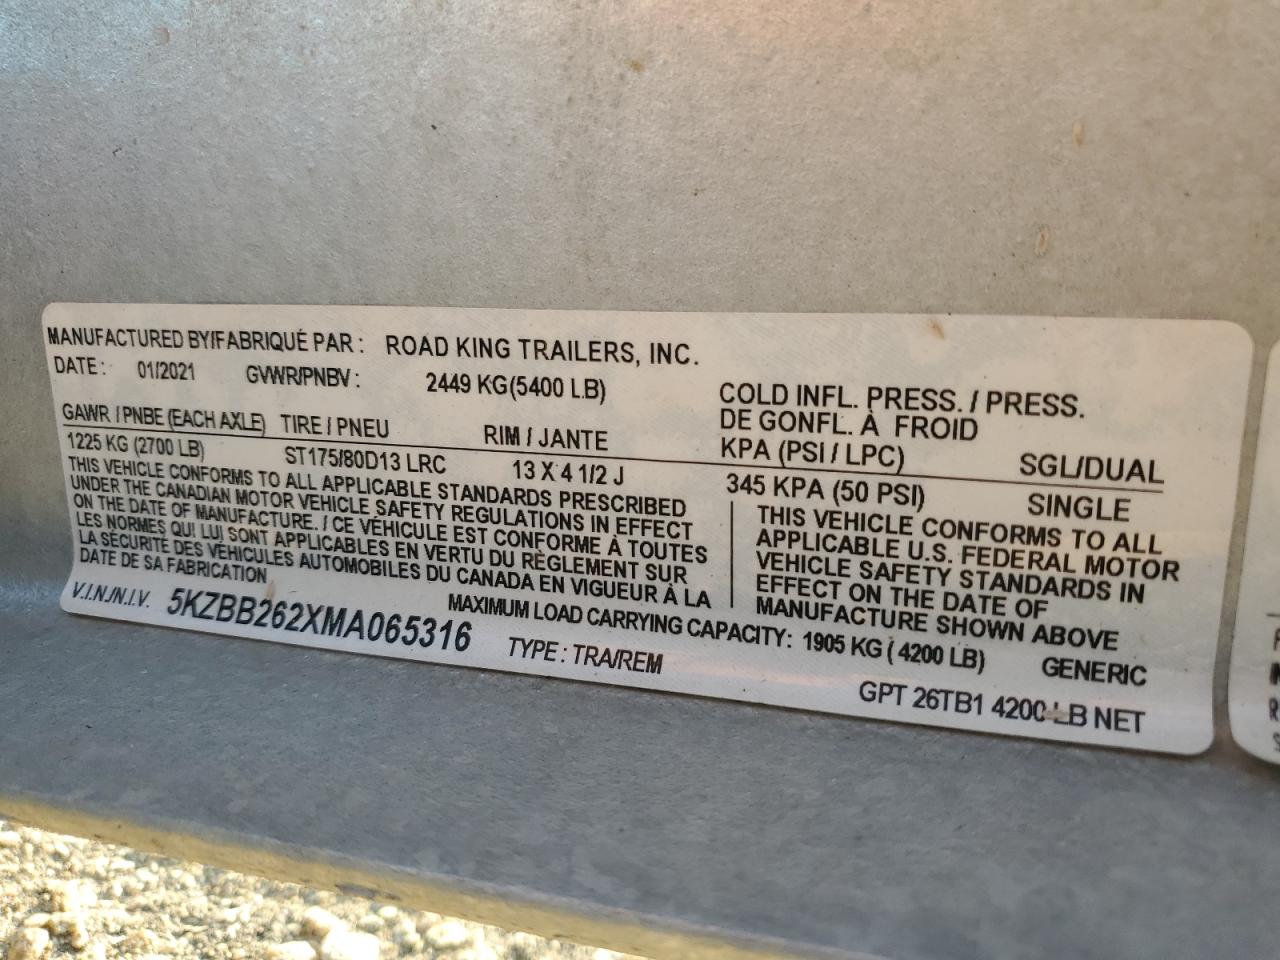 MANUFACTURED BY/FABRIQUÉ PAR : ROAD KING TRAILERS, INC.
DATE : 01/2021 GVWR/PNBV : 2449 KG(5400 LB)
COLD INFL. PRESS. / PRESS.
DE GONFL. À FROID
GAWR / PNBE (EACH AXLE) TIRE / PNEU RIM / JANTE KPA (PSI / LPC) SGL/DUAL
1225 KG (2700 LB) ST175/80D13 LRC 13 X 4 1/2 J 345 KPA (50 PSI) SINGLE
THIS VEHICLE CONFORMS TO ALL APPLICABLE STANDARDS PRESCRIBED
UNDER THE CANADIAN MOTOR VEHICLE SAFETY REGULATIONS IN EFFECT
ON THE DATE OF MANUFACTURE. / CE VÉHICULE EST CONFORME À TOUTES
LES NORMES QUI LUI SONT APPLICABLES EN VERTU DU RÈGLEMENT SUR
LA SÉCURITÉ DES VÉHICULES AUTOMOBILES DU CANADA EN VIGUEUR À LA
DATE DE SA FABRICATION
THIS VEHICLE CONFORMS TO ALL
APPLICABLE U.S. FEDERAL MOTOR
VEHICLE SAFETY STANDARDS IN
EFFECT ON THE DATE OF
MANUFACTURE SHOWN ABOVE
V.I.N./N.I.V. 5KZBB262XMA065316
MAXIMUM LOAD CARRYING CAPACITY: 1905 KG ( 4200 LB) GENERIC
TYPE : TRA/REM
GPT 26TB1 4200 LB NET